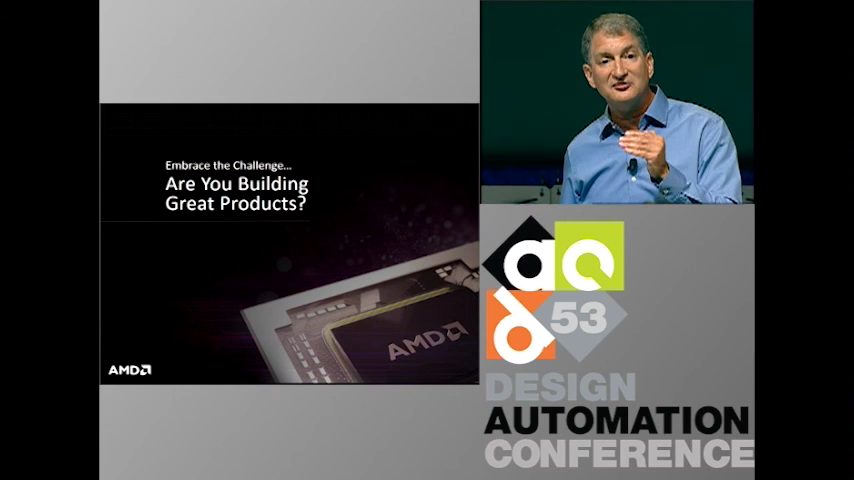 Embrace the Challenge...
Are You Building
Great Products?
AMD
AMD
53
DESIGN
AUTOMATION
CONFERENCE